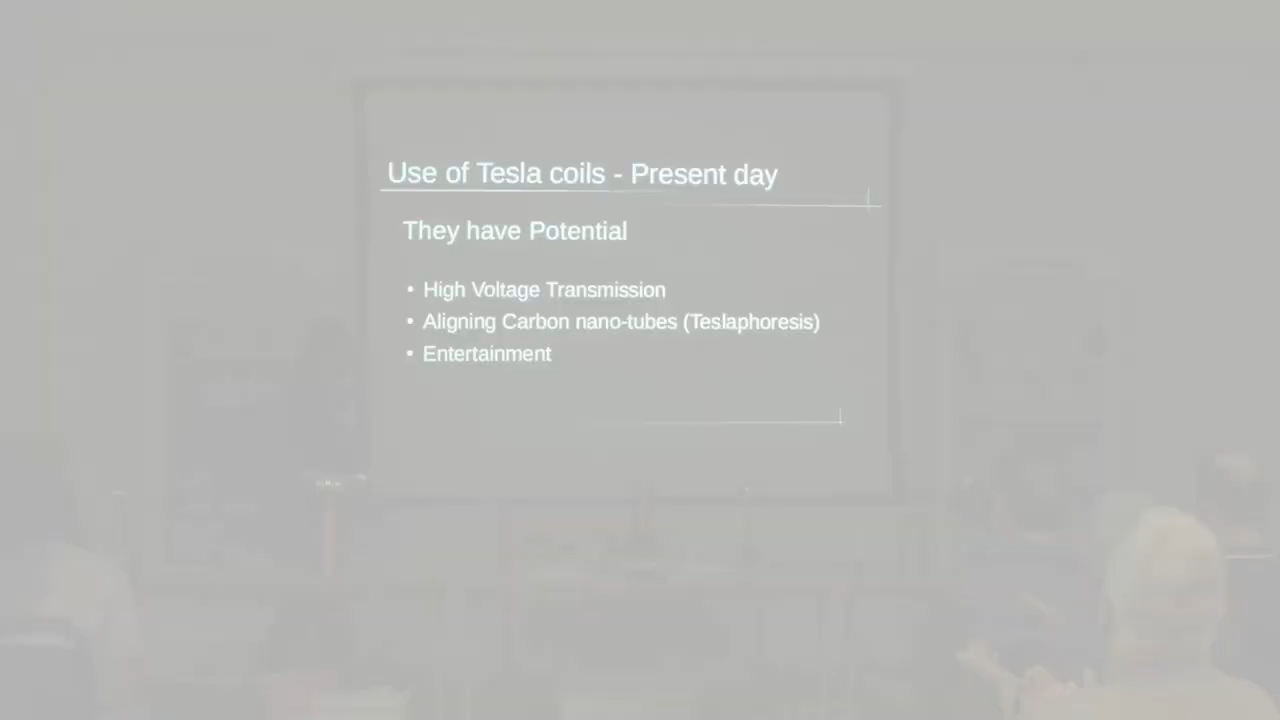 Use of Tesla coils - Present day
They have Potential
• High Voltage Transmission
• Aligning Carbon nano-tubes (Teslaphoresis)
• Entertainment